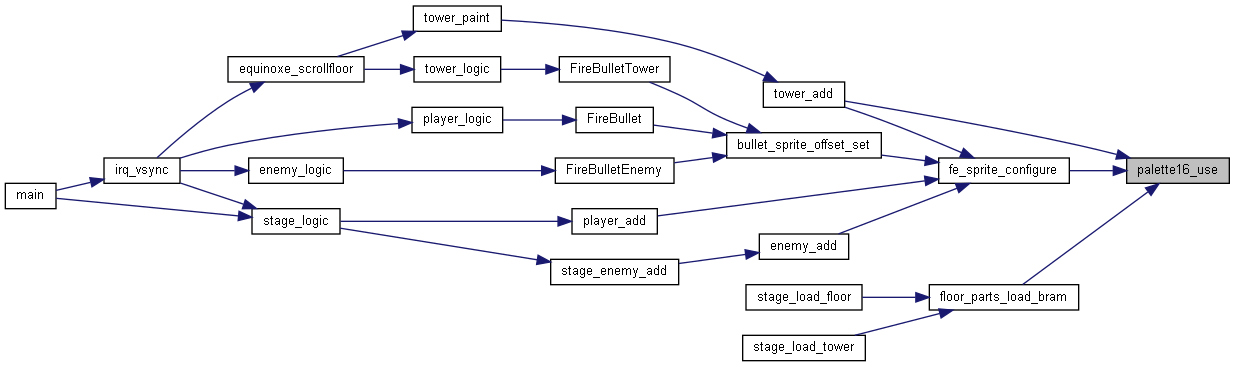 tower_paint
equinoxe_scrollfloor
tower_logic
FireBulletTower
tower_add
player_logic
FireBullet
bullet_sprite_offset_set
irq_vsync
enemy_logic
FireBulletEnemy
fe_sprite_configure
palette16_use
main
stage_logic
player_add
enemy_add
stage_enemy_add
stage_load_floor
floor_parts_load_bram
stage_load_tower